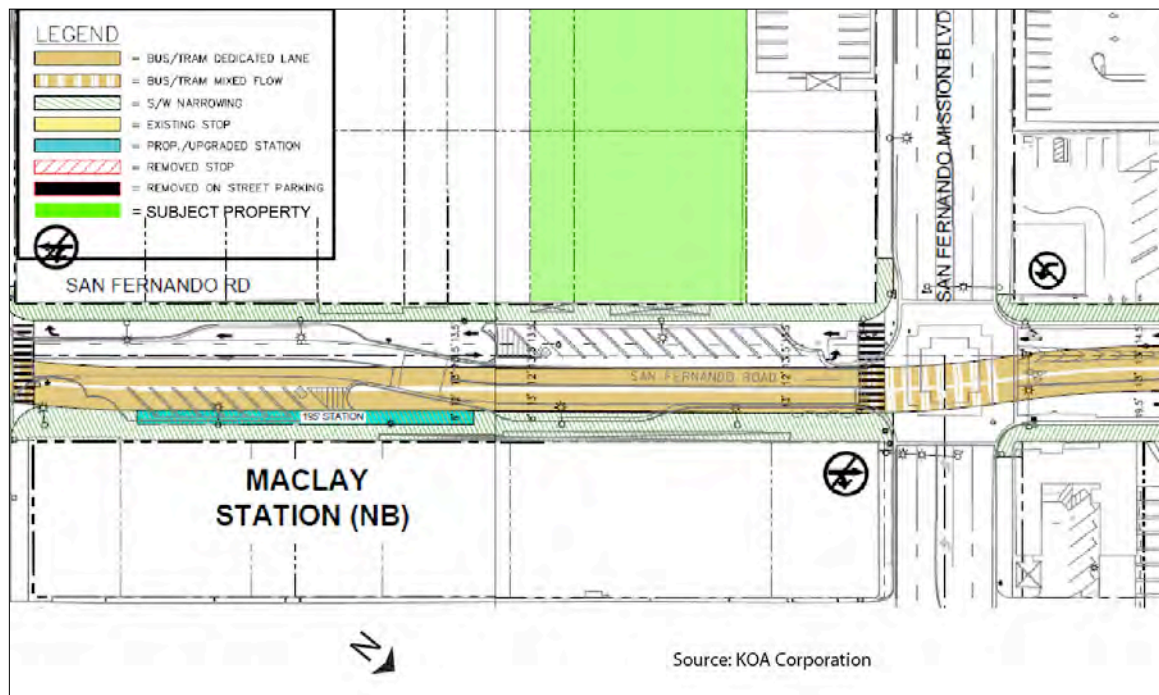 LEGEND
= BUS/TRAM DEDICATED LANE
= BUS/TRAM MIXED FLOW
= S/W NARROWING
= EXISTING STOP
= PROP./UPGRADED STATION
= REMOVED STOP
= REMOVED ON STREET PARKING
= SUBJECT PROPERTY
SAN FERNANDO RD
SAN FERNANDO MISSION BLVD
SAN FERNANDO ROAD
195' STATION
MACLAY
STATION (NB)
N
Source: KOA Corporation